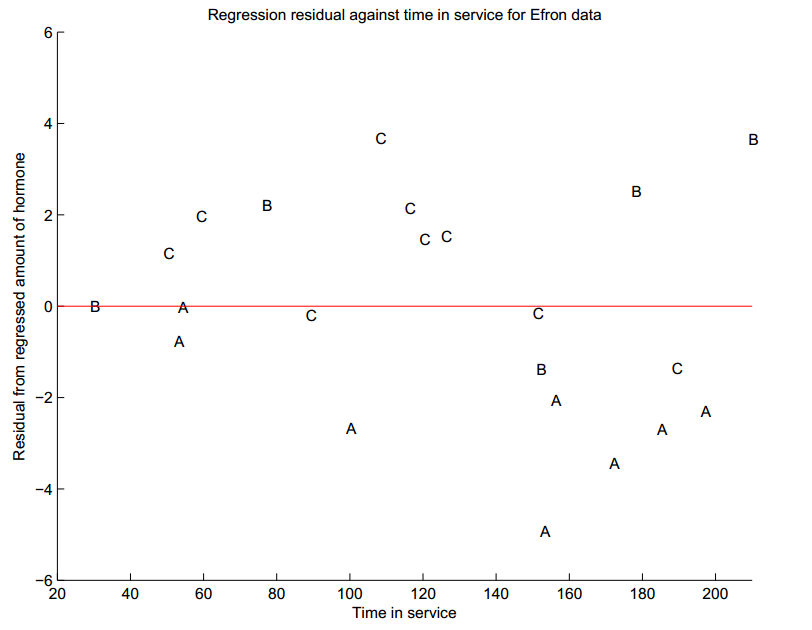 Regression residual against time in service for Efron data
6
4
2
0
−2
−4
−6
Residual from regressed amount of hormone
C
B
B
B
C
C
C
C
C
B
A
C
C
A
B
C
A
A
A
A
A
A
20
40
60
80
100
120
140
160
180
200
Time in service